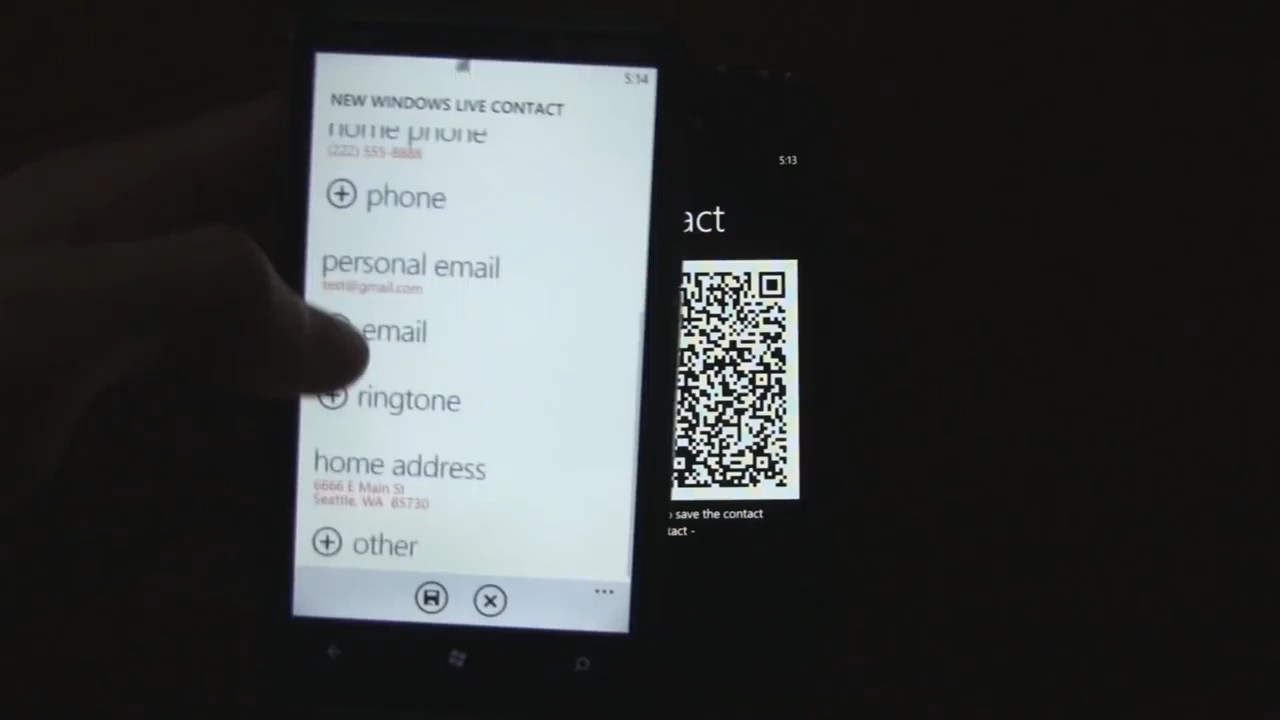 5:14
NEW WINDOWS LIVE CONTACT
home phone
(222) 555-8888
phone
personal email
test@gmail.com
email
ringtone
home address
6666 E Main St
Seattle, WA 85730
other
...
5:13
act
save the contact
tact -